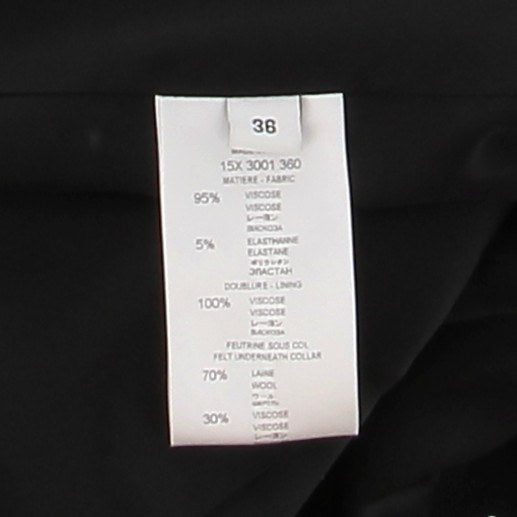 36
15X 3001 360
MATIERE - FABRIC
95% VISCOSE
VISCOSE
レーヨン
ВИСКОЗА
5% ELASTHANNE
ELASTANE
ポリウレタン
ЭЛАСТАН
DOUBLURE - LINING
100% VISCOSE
VISCOSE
レーヨン
ВИСКОЗА
FEUTRINE SOUS COL
FELT UNDERNEATH COLLAR
70% LAINE
WOOL
ウール
30% VISCOSE
VISCOSE
レーヨン